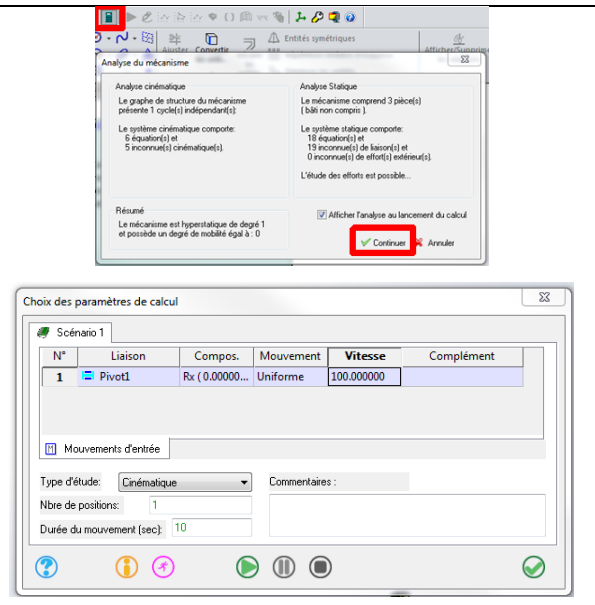 Entités symétriques
Ajuster Convertir
Afficher/Supprime
Analyse du mécanisme
Analyse cinématique
Le graphe de structure du mécanisme
présente 1 cycle(s) indépendant(s):
Le système cinématique comporte:
6 équation(s) et
5 inconnue(s) cinématique(s).
Analyse Statique
Le mécanisme comprend 3 pièce(s)
( bâti non compris ).
Le système statique comporte:
18 équation(s) et
19 inconnue(s) de liaison(s) et
0 inconnue(s) de effort(s) extérieur(s).
L'étude des efforts est possible...
Résumé
Le mécanisme est hyperstatique de degré 1
et possède un degré de mobilité égal à : 0
Afficher l'analyse au lancement du calcul
Continuer Annuler
Choix des paramètres de calcul
Scénario 1
N° Liaison Compos. Mouvement Vitesse Complément
1 Pivot1 Rx ( 0.00000... Uniforme 100.000000
Mouvements d'entrée
Type d'étude: Cinématique Commentaires :
Nbre de positions: 1
Durée du mouvement (sec): 10